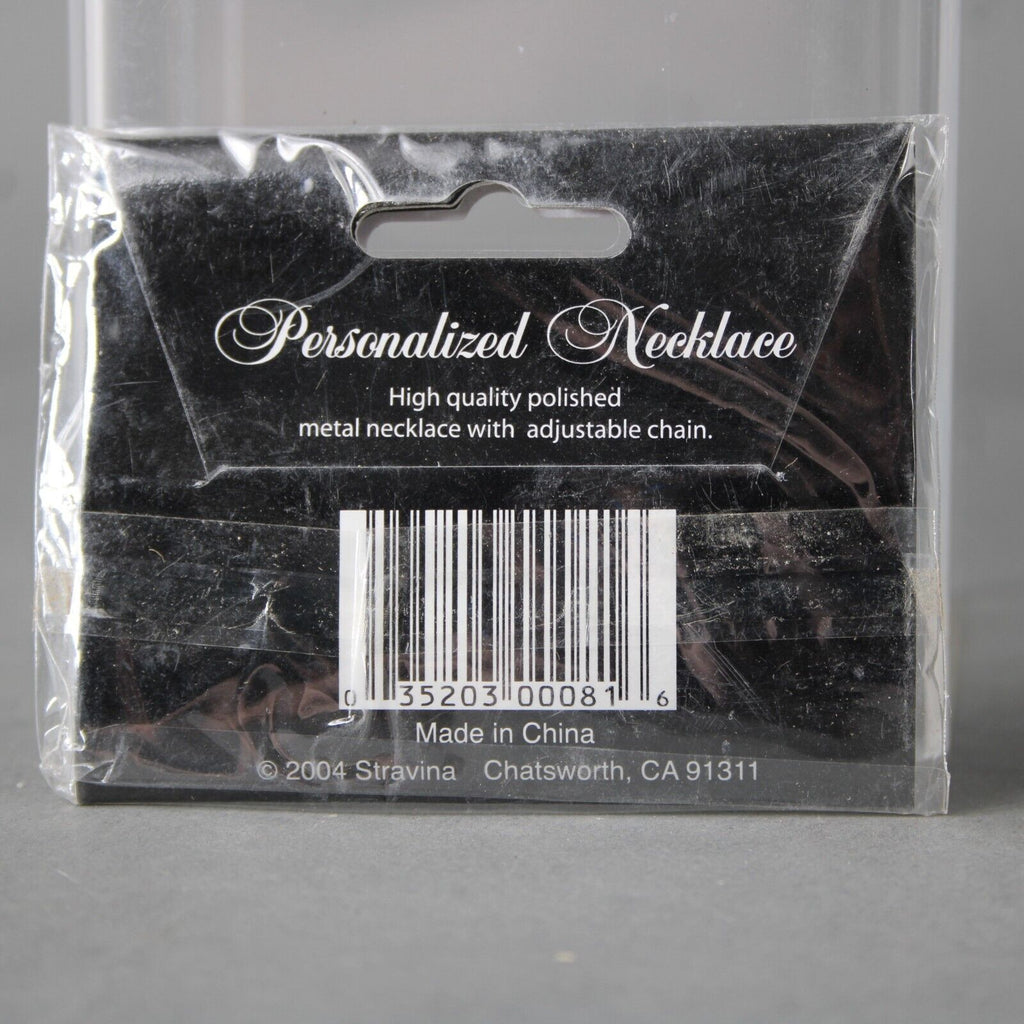 Personalized Necklace
High quality polished
metal necklace with adjustable chain.
0 35203 00081 6
Made in China
© 2004 Stravina Chatsworth, CA 91311